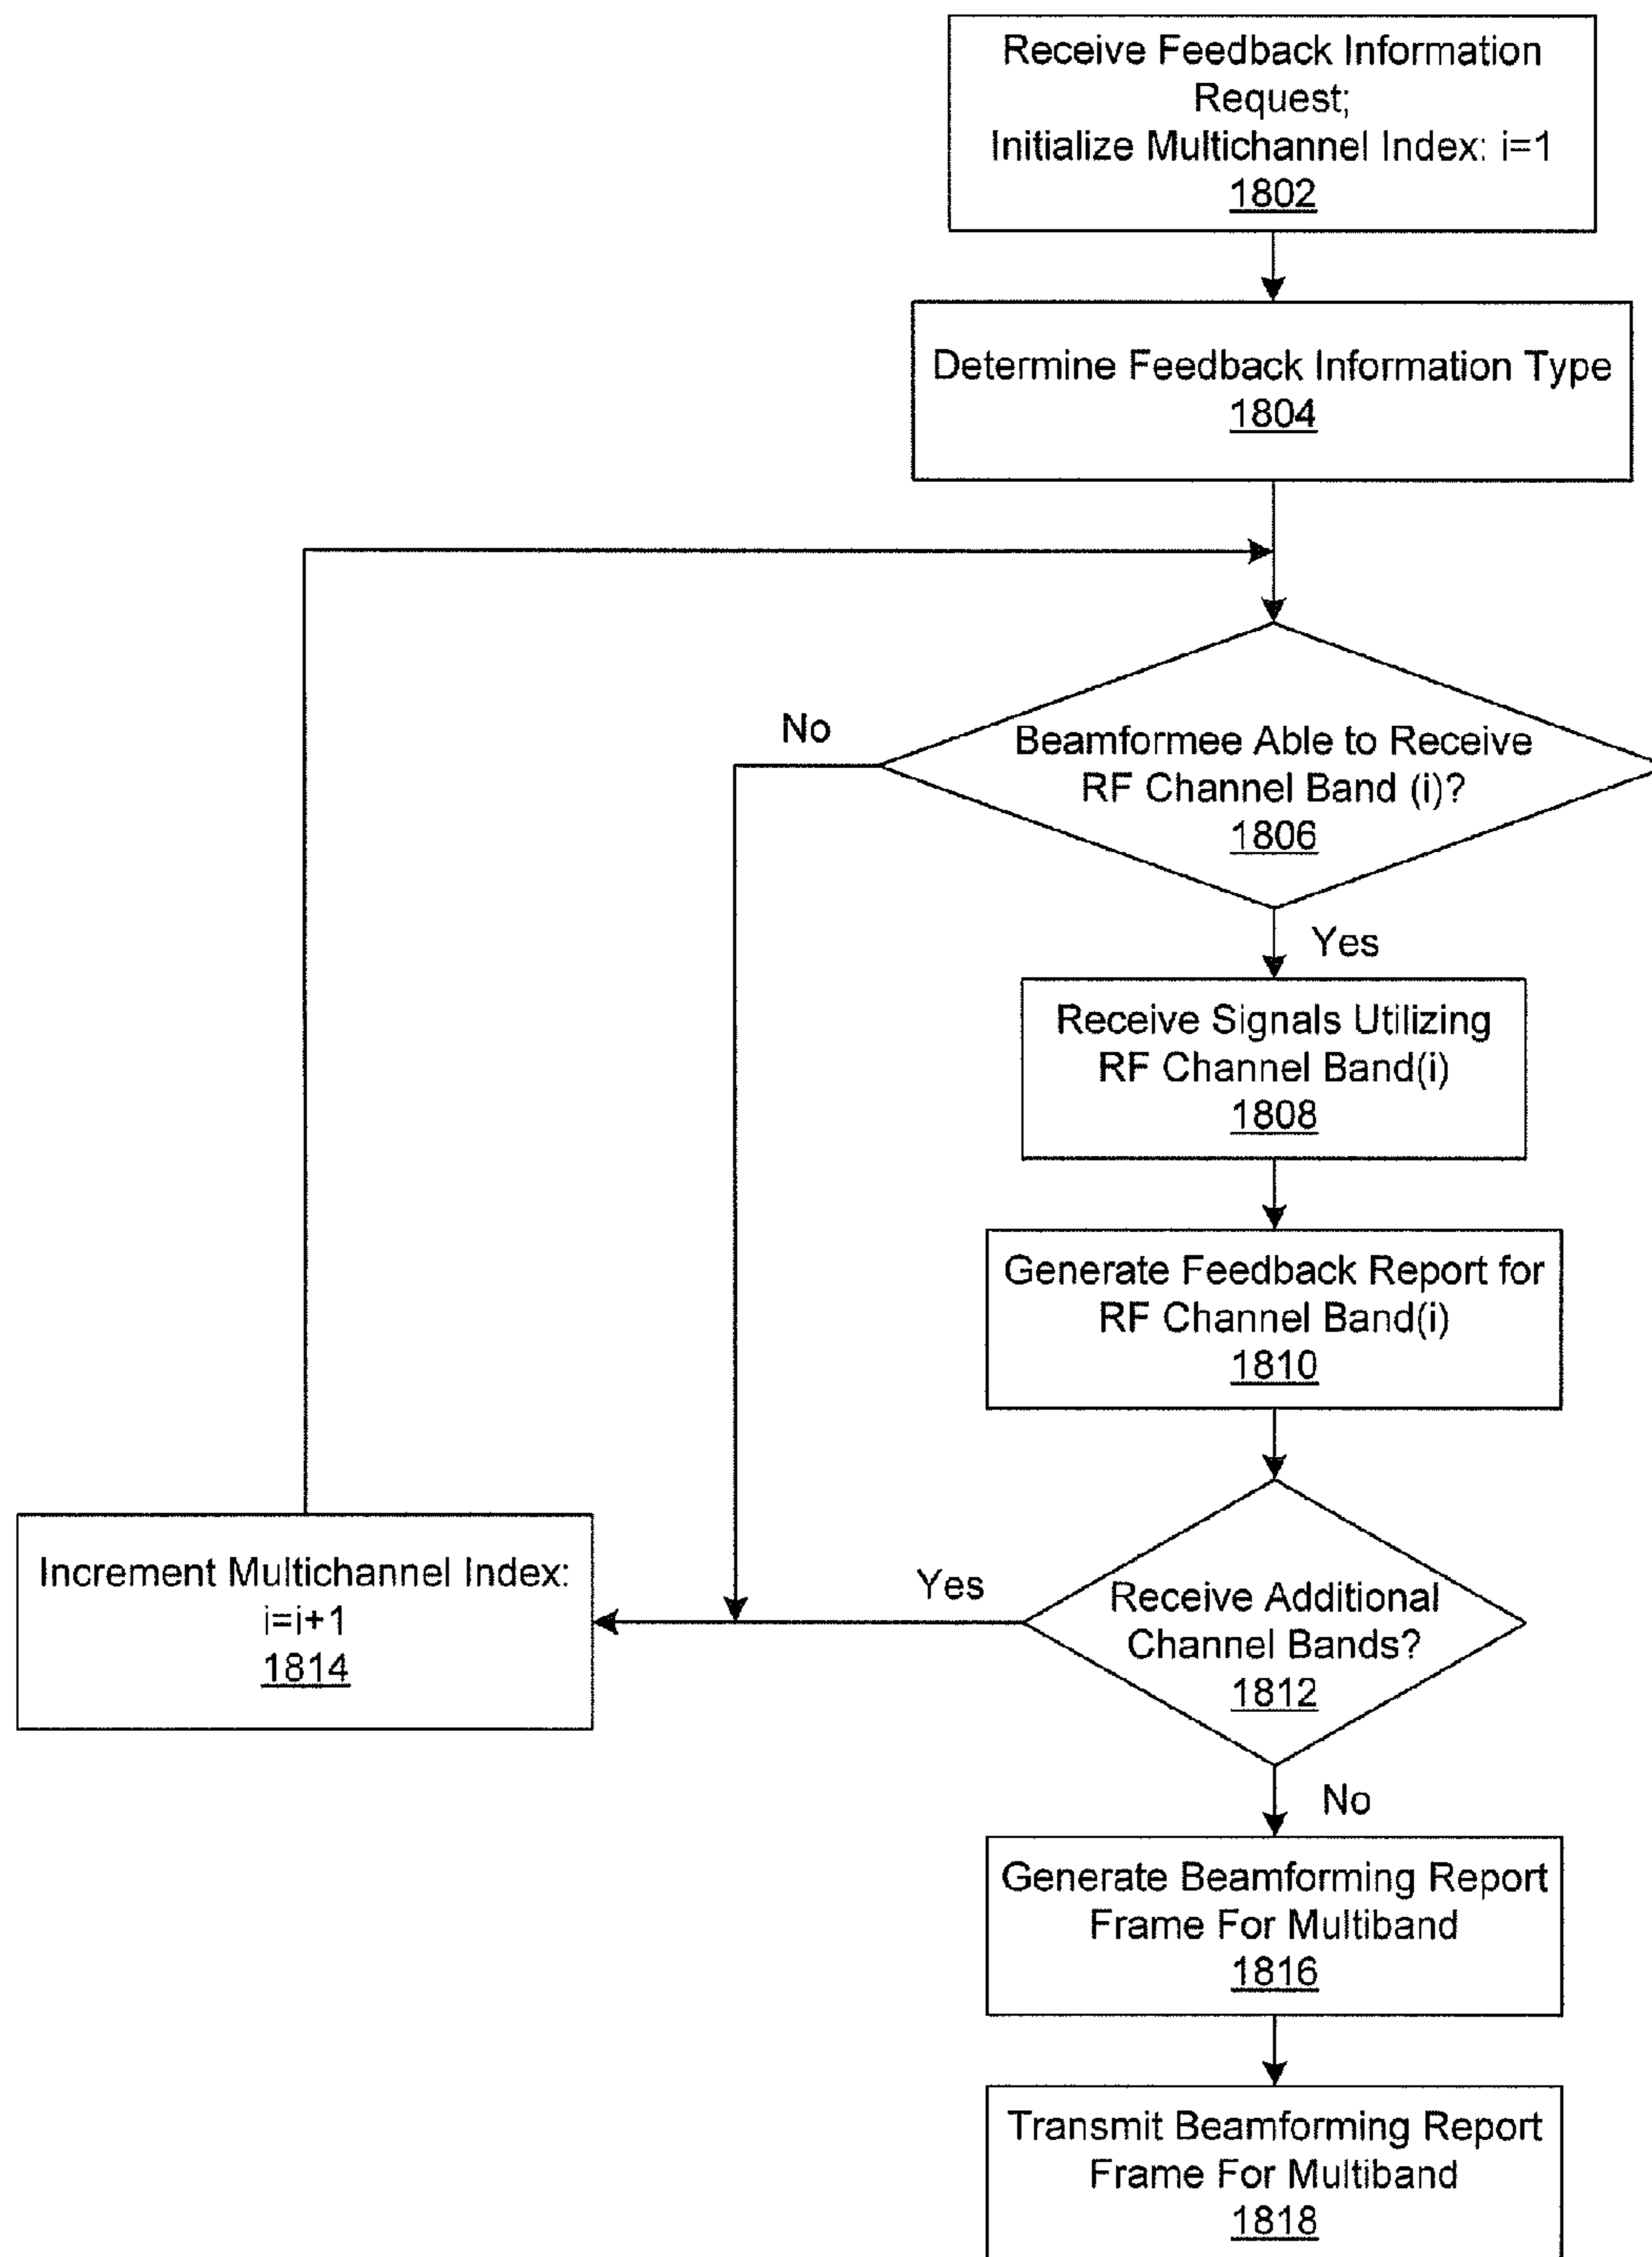 Receive Feedback Information
Request;
Initialize Multichannel Index: i=1
1802
Determine Feedback Information Type
1804
No
Beamformee Able to Receive
RF Channel Band (i)?
1806
Yes
Receive Signals Utilizing
RF Channel Band(i)
1808
Generate Feedback Report for
RF Channel Band(i)
1810
Increment Multichannel Index:
i=i+1
1814
Yes
Receive Additional
Channel Bands?
1812
No
Generate Beamforming Report
Frame For Multiband
1816
Transmit Beamforming Report
Frame For Multiband
1818